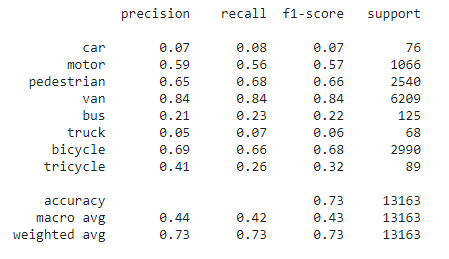 precision recall f1-score support
car 0.07 0.08 0.07 76
motor 0.59 0.56 0.57 1066
pedestrian 0.65 0.68 0.66 2540
van 0.84 0.84 0.84 6209
bus 0.21 0.23 0.22 125
truck 0.05 0.07 0.06 68
bicycle 0.69 0.66 0.68 2990
tricycle 0.41 0.26 0.32 89
accuracy 0.73 13163
macro avg 0.44 0.42 0.43 13163
weighted avg 0.73 0.73 0.73 13163